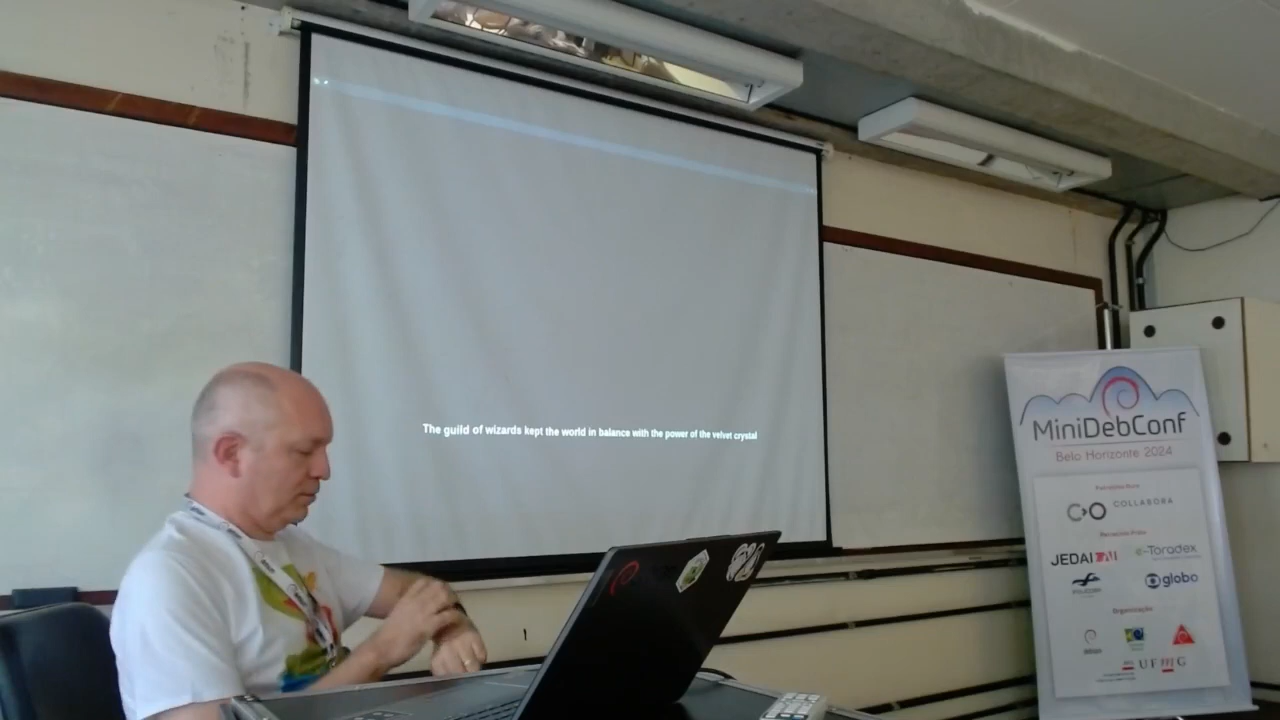 The guild of wizards kept the world in balance with the power of the velvet crystal
MiniDebConf
Belo Horizonte 2024
COLLABORA
JEDAI
e-Toradex
globo
Organização
UFMG